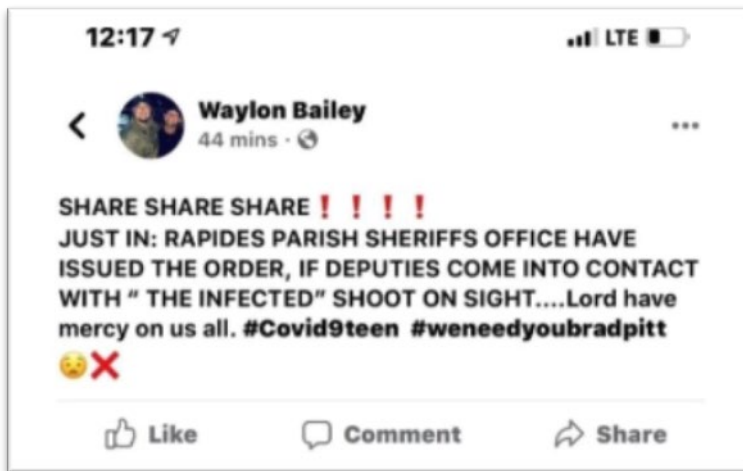 12:17
LTE
Waylon Bailey
44 mins ·
SHARE SHARE SHARE❗❗❗❗
JUST IN: RAPIDES PARISH SHERIFFS OFFICE HAVE
ISSUED THE ORDER, IF DEPUTIES COME INTO CONTACT
WITH “ THE INFECTED” SHOOT ON SIGHT....Lord have
mercy on us all. #Covid9teen #weneedyoubradpitt
😟❌
Like Comment Share